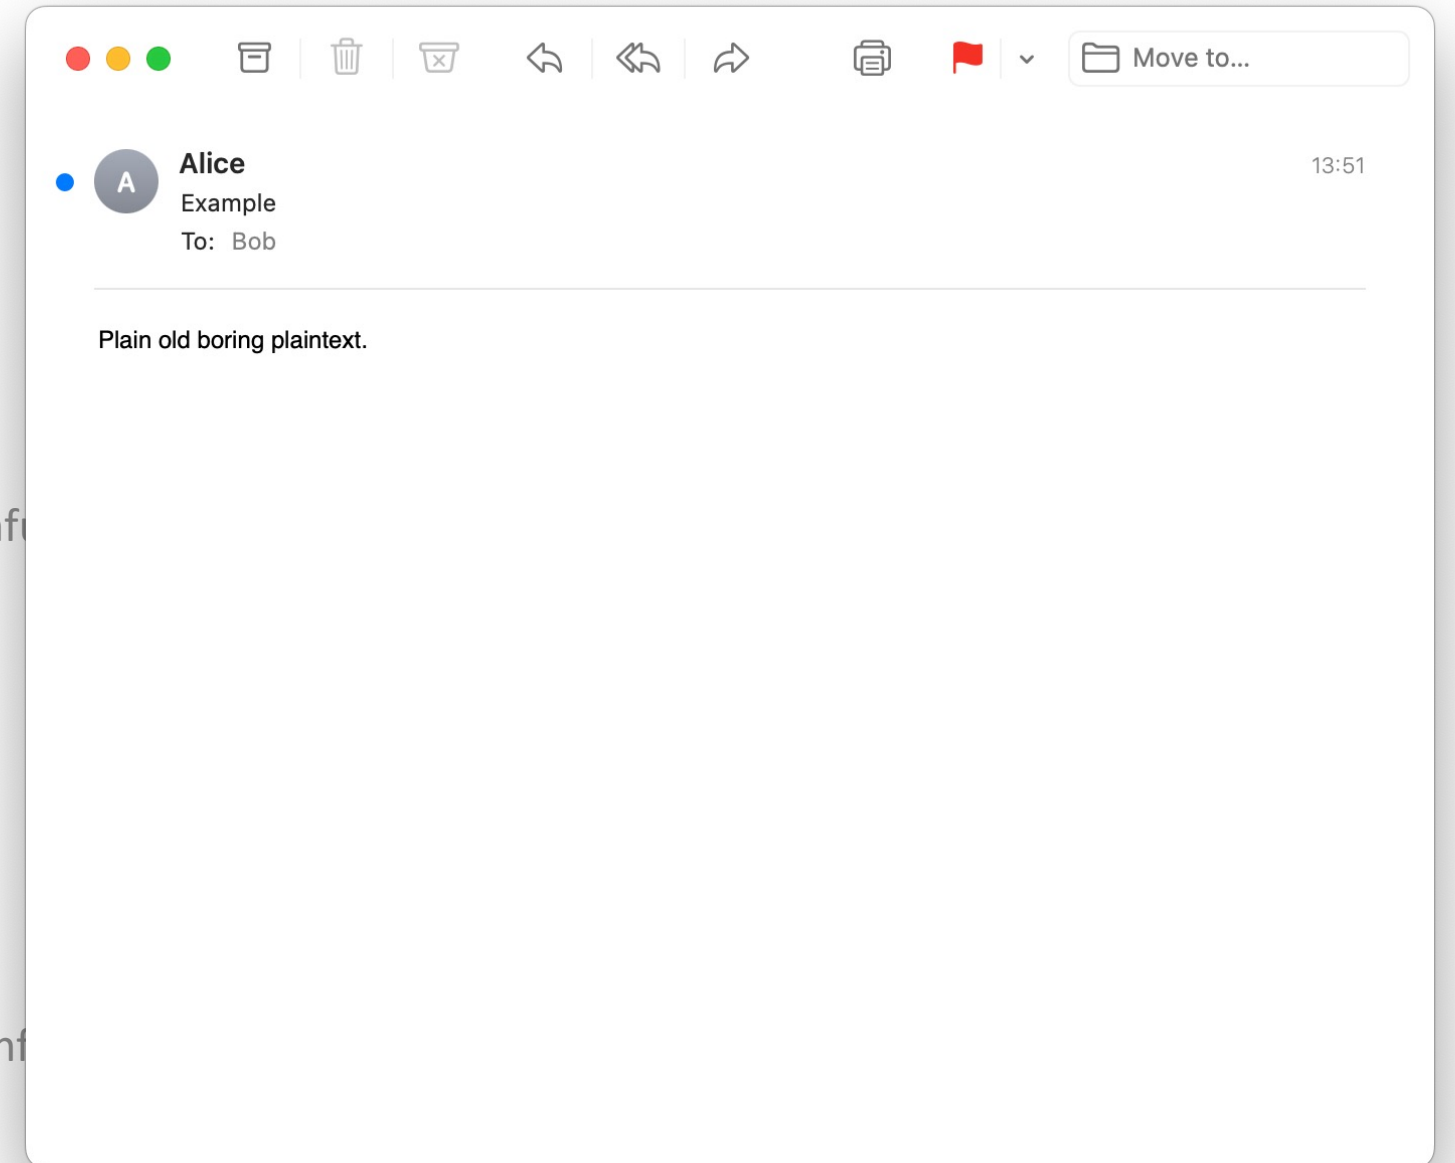 Move to...
A
Alice
13:51
Example
To: Bob
Plain old boring plaintext.